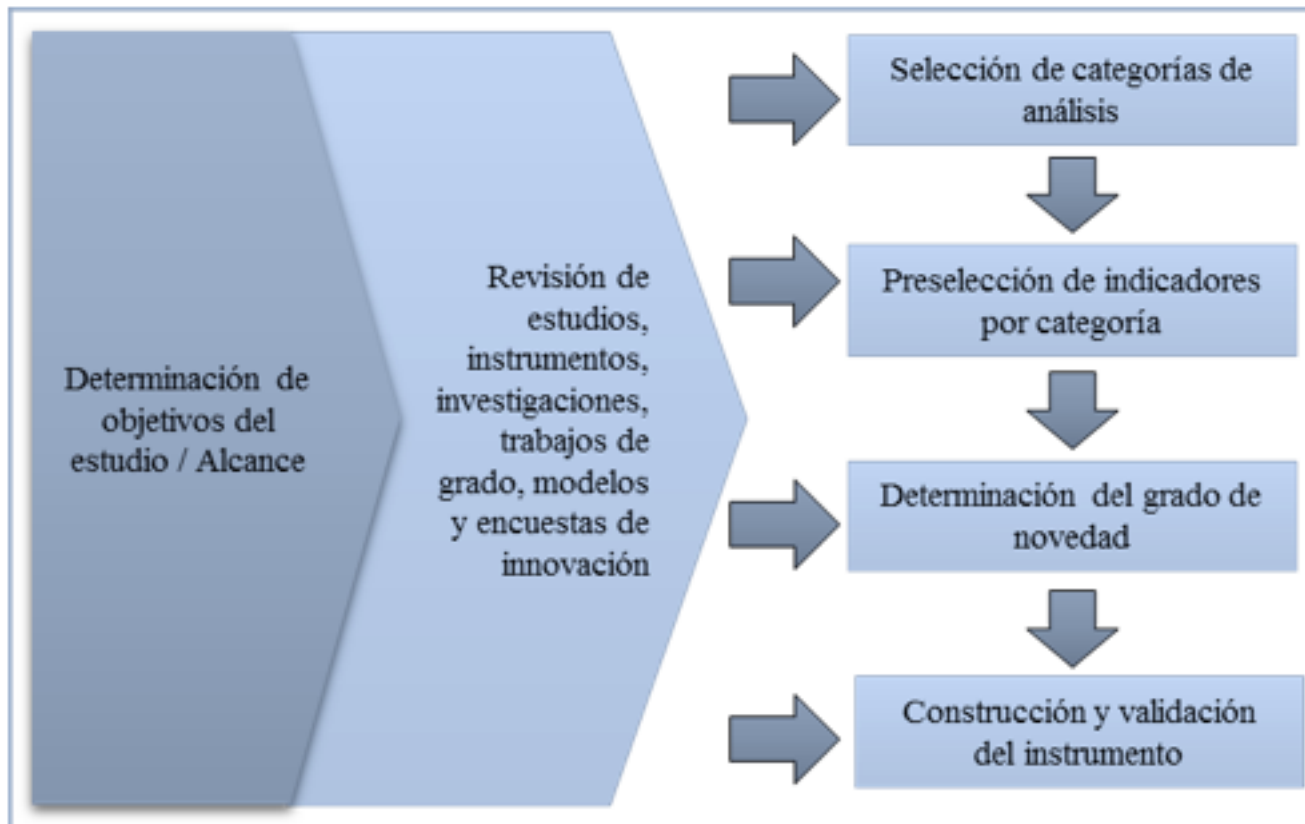 Determinación de
objetivos del
estudio / Alcance
Revisión de
estudios,
instrumentos,
investigaciones,
trabajos de
grado, modelos
y encuestas de
innovación
Selección de categorías de
análisis
Preselección de indicadores
por categoría
Determinación del grado de
novedad
Construcción y validación
del instrumento